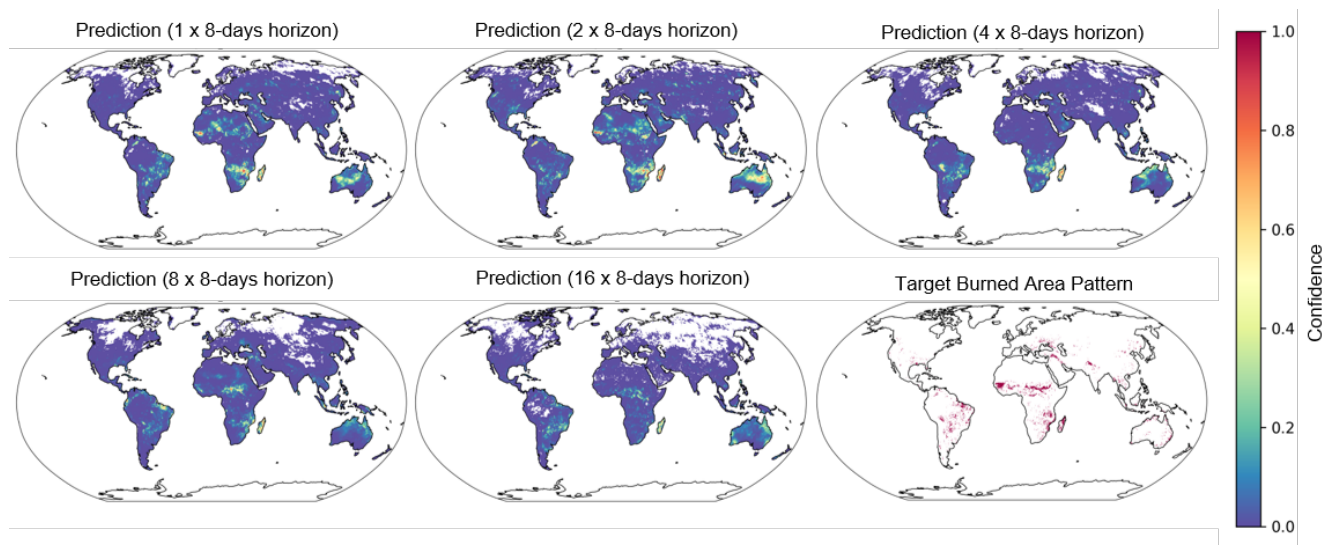 Prediction (1 x 8-days horizon)
Prediction (2 x 8-days horizon)
Prediction (4 x 8-days horizon)
Prediction (8 x 8-days horizon)
Prediction (16 x 8-days horizon)
Target Burned Area Pattern
1.0
0.8
0.6
0.4
0.2
0.0
Confidence